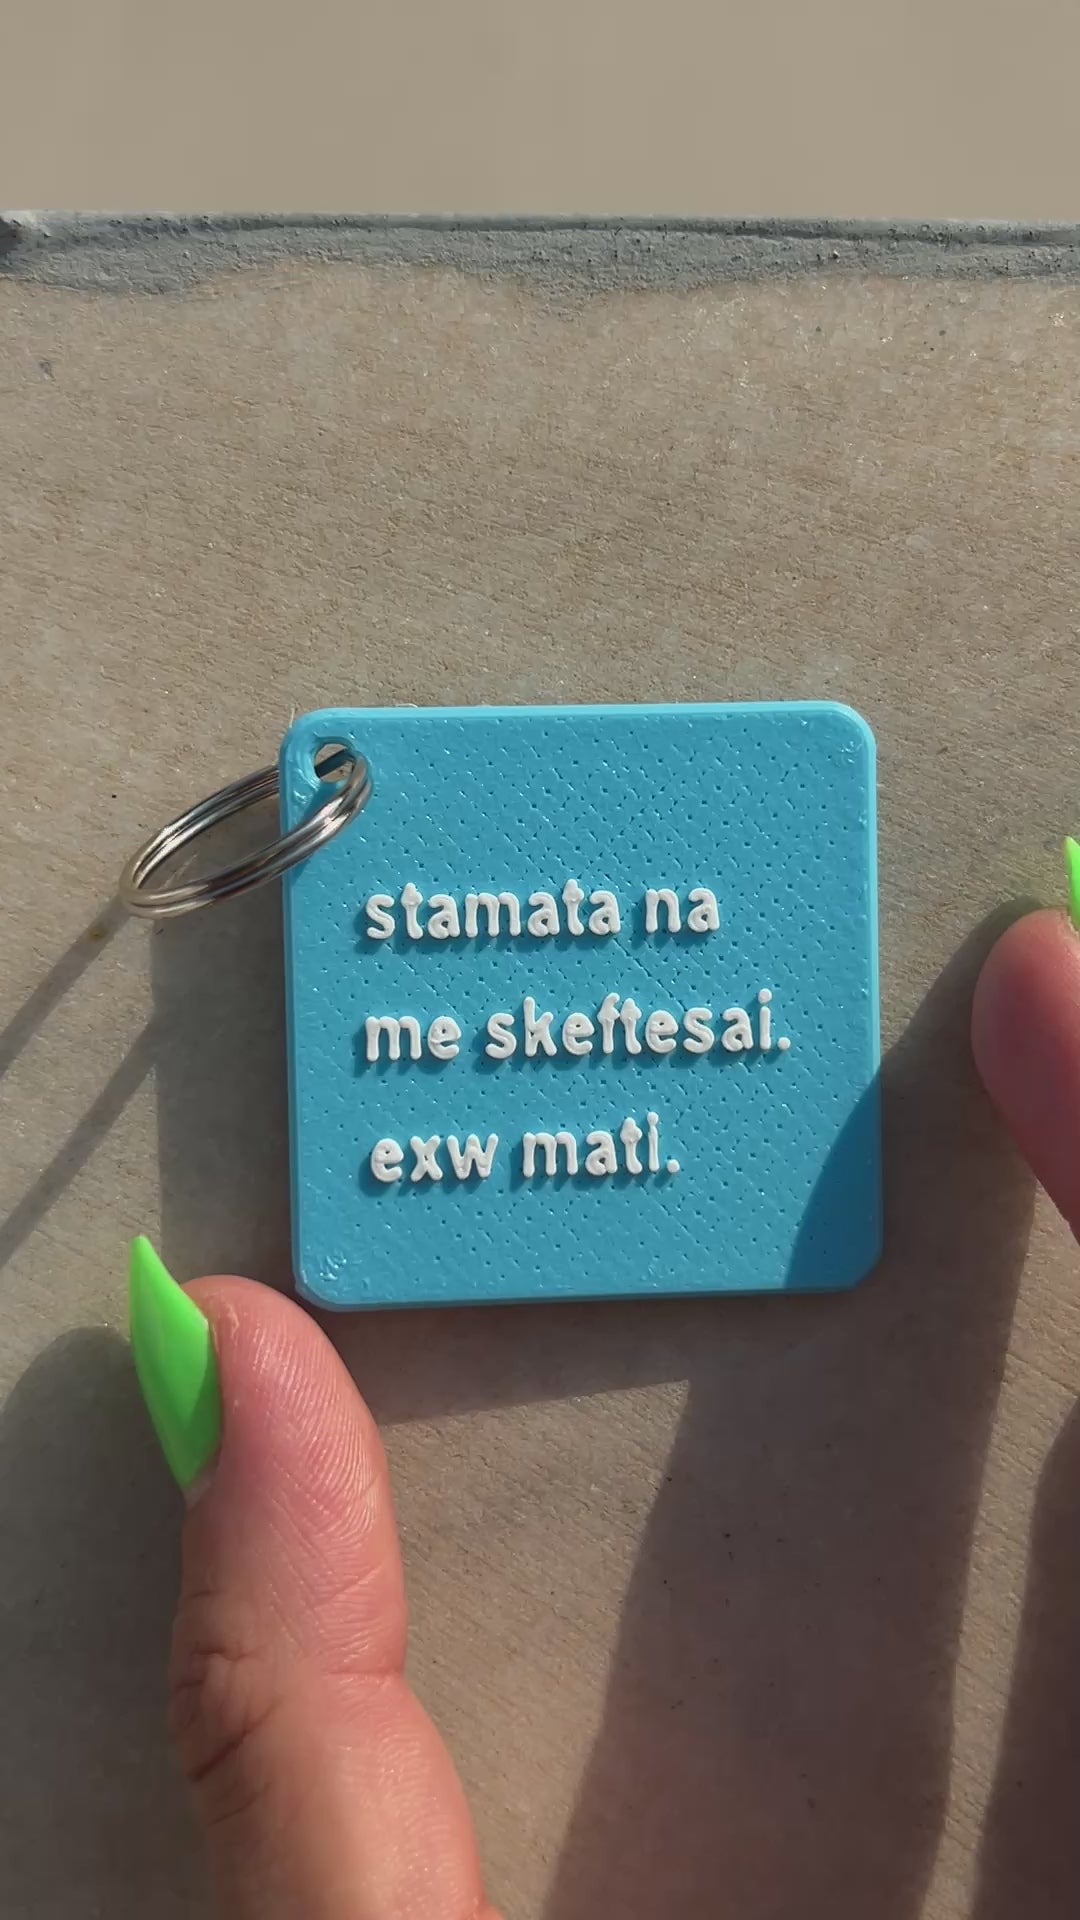 stamata na
me skeftesai.
exw mati.